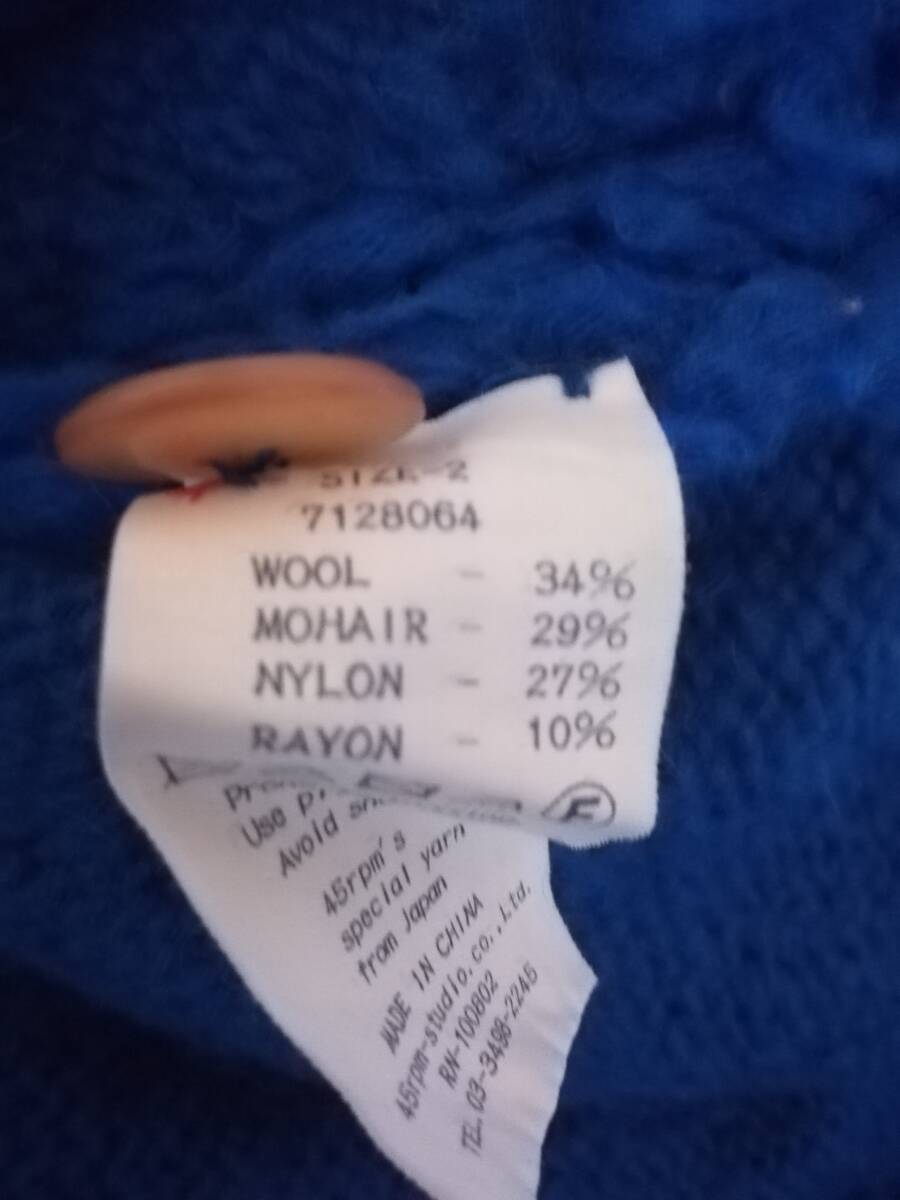 SIZE-2
7128064
WOOL - 34%
MOHAIR - 29%
NYLON - 27%
RAYON - 10%
F
Use
Avoid
45rpm's
special yarn
from Japan
MADE IN CHINA
45rpm-studio.co.,Ltd.
RN-100802
TEL.03-3498-2245